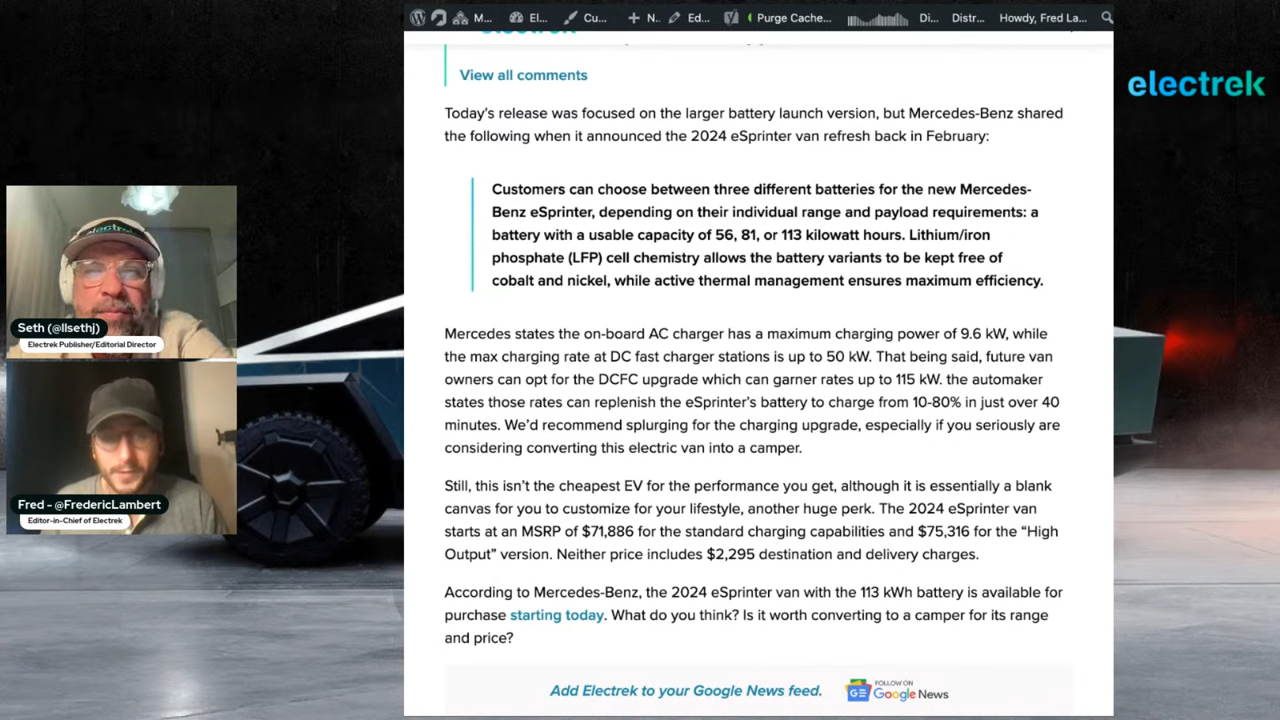 M...
El...
Cu...
N.
Ed...
Purge Cache...
Di...
Distr...
Howdy, Fred La...
electrek
View all comments
Today's release was focused on the larger battery launch version, but Mercedes-Benz shared
the following when it announced the 2024 eSprinter van refresh back in February:
Customers can choose between three different batteries for the new Mercedes-
Benz eSprinter, depending on their individual range and payload requirements: a
battery with a usable capacity of 56, 81, or 113 kilowatt hours. Lithium/iron
phosphate (LFP) cell chemistry allows the battery variants to be kept free of
cobalt and nickel, while active thermal management ensures maximum efficiency.
Mercedes states the on-board AC charger has a maximum charging power of 9.6 kW, while
the max charging rate at DC fast charger stations is up to 50 kW. That being said, future van
owners can opt for the DCFC upgrade which can garner rates up to 115 kW. the automaker
states those rates can replenish the eSprinter's battery to charge from 10-80% in just over 40
minutes. We'd recommend splurging for the charging upgrade, especially if you seriously are
considering converting this electric van into a camper.
Still, this isn't the cheapest EV for the performance you get, although it is essentially a blank
canvas for you to customize for your lifestyle, another huge perk. The 2024 eSprinter van
starts at an MSRP of $71,886 for the standard charging capabilities and $75,316 for the “High
Output” version. Neither price includes $2,295 destination and delivery charges.
According to Mercedes-Benz, the 2024 eSprinter van with the 113 kWh battery is available for
purchase starting today. What do you think? Is it worth converting to a camper for its range
and price?
Add Electrek to your Google News feed.
FOLLOW ON
GE Google News
electrek
electrek
Seth (@llsethj)
Electrek Publisher/Editorial Director
Fred - @FredericLambert
Editor-in-Chief of Electrek